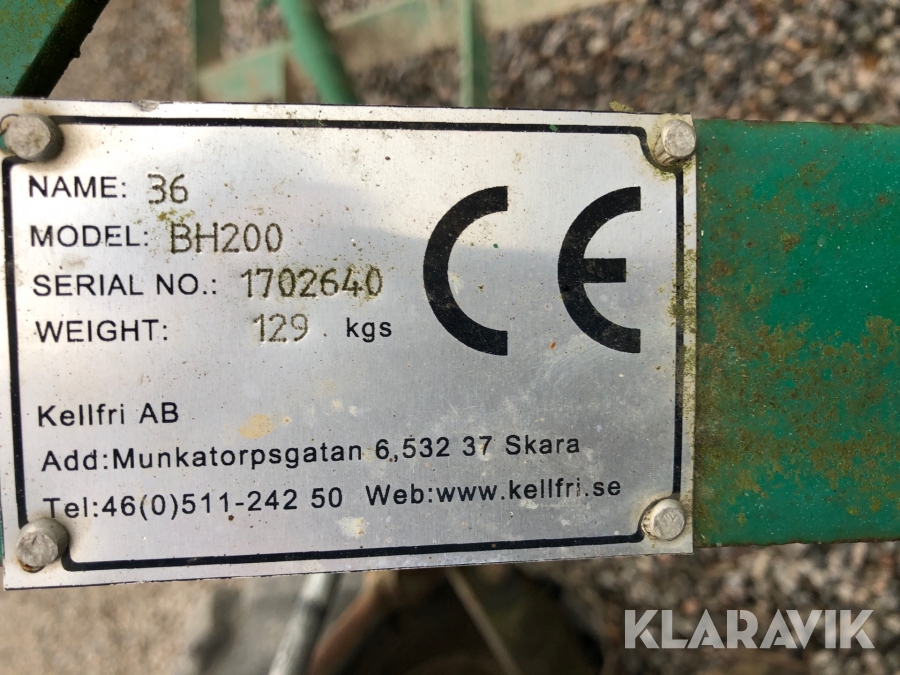 NAME: 36
MODEL: BH200
SERIAL NO.: 1702640
WEIGHT: 129 kgs
CE
Kellfri AB
Add:Munkatorpsgatan 6,532 37 Skara
Tel:46(0)511-242 50 Web:www.kellfri.se
KLARAVIK